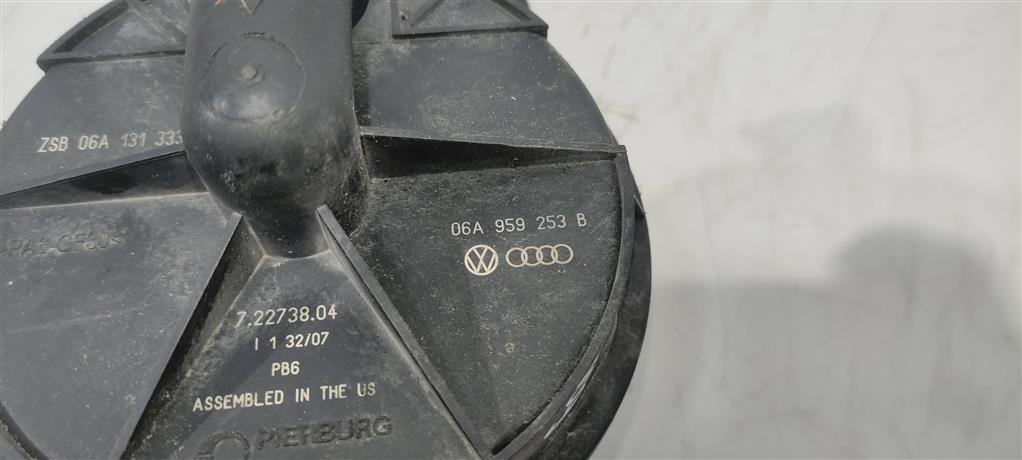 ZSB 06A 131 333
06A 959 253 B
7.22738.04
I 1 32/07
PB6
ASSEMBLED IN THE US
PIERBURG